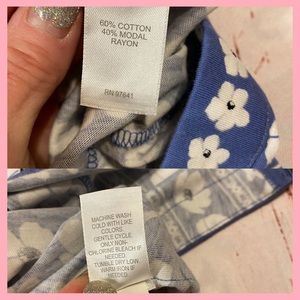 60% COTTON
40% MODAL
RAYON
RN 97641
MACHINE WASH
COLD WITH LIKE
COLORS.
GENTLE CYCLE.
ONLY NON-
CHLORINE BLEACH IF
NEEDED.
TUMBLE DRY LOW.
WARM IRON IF
NEEDED.